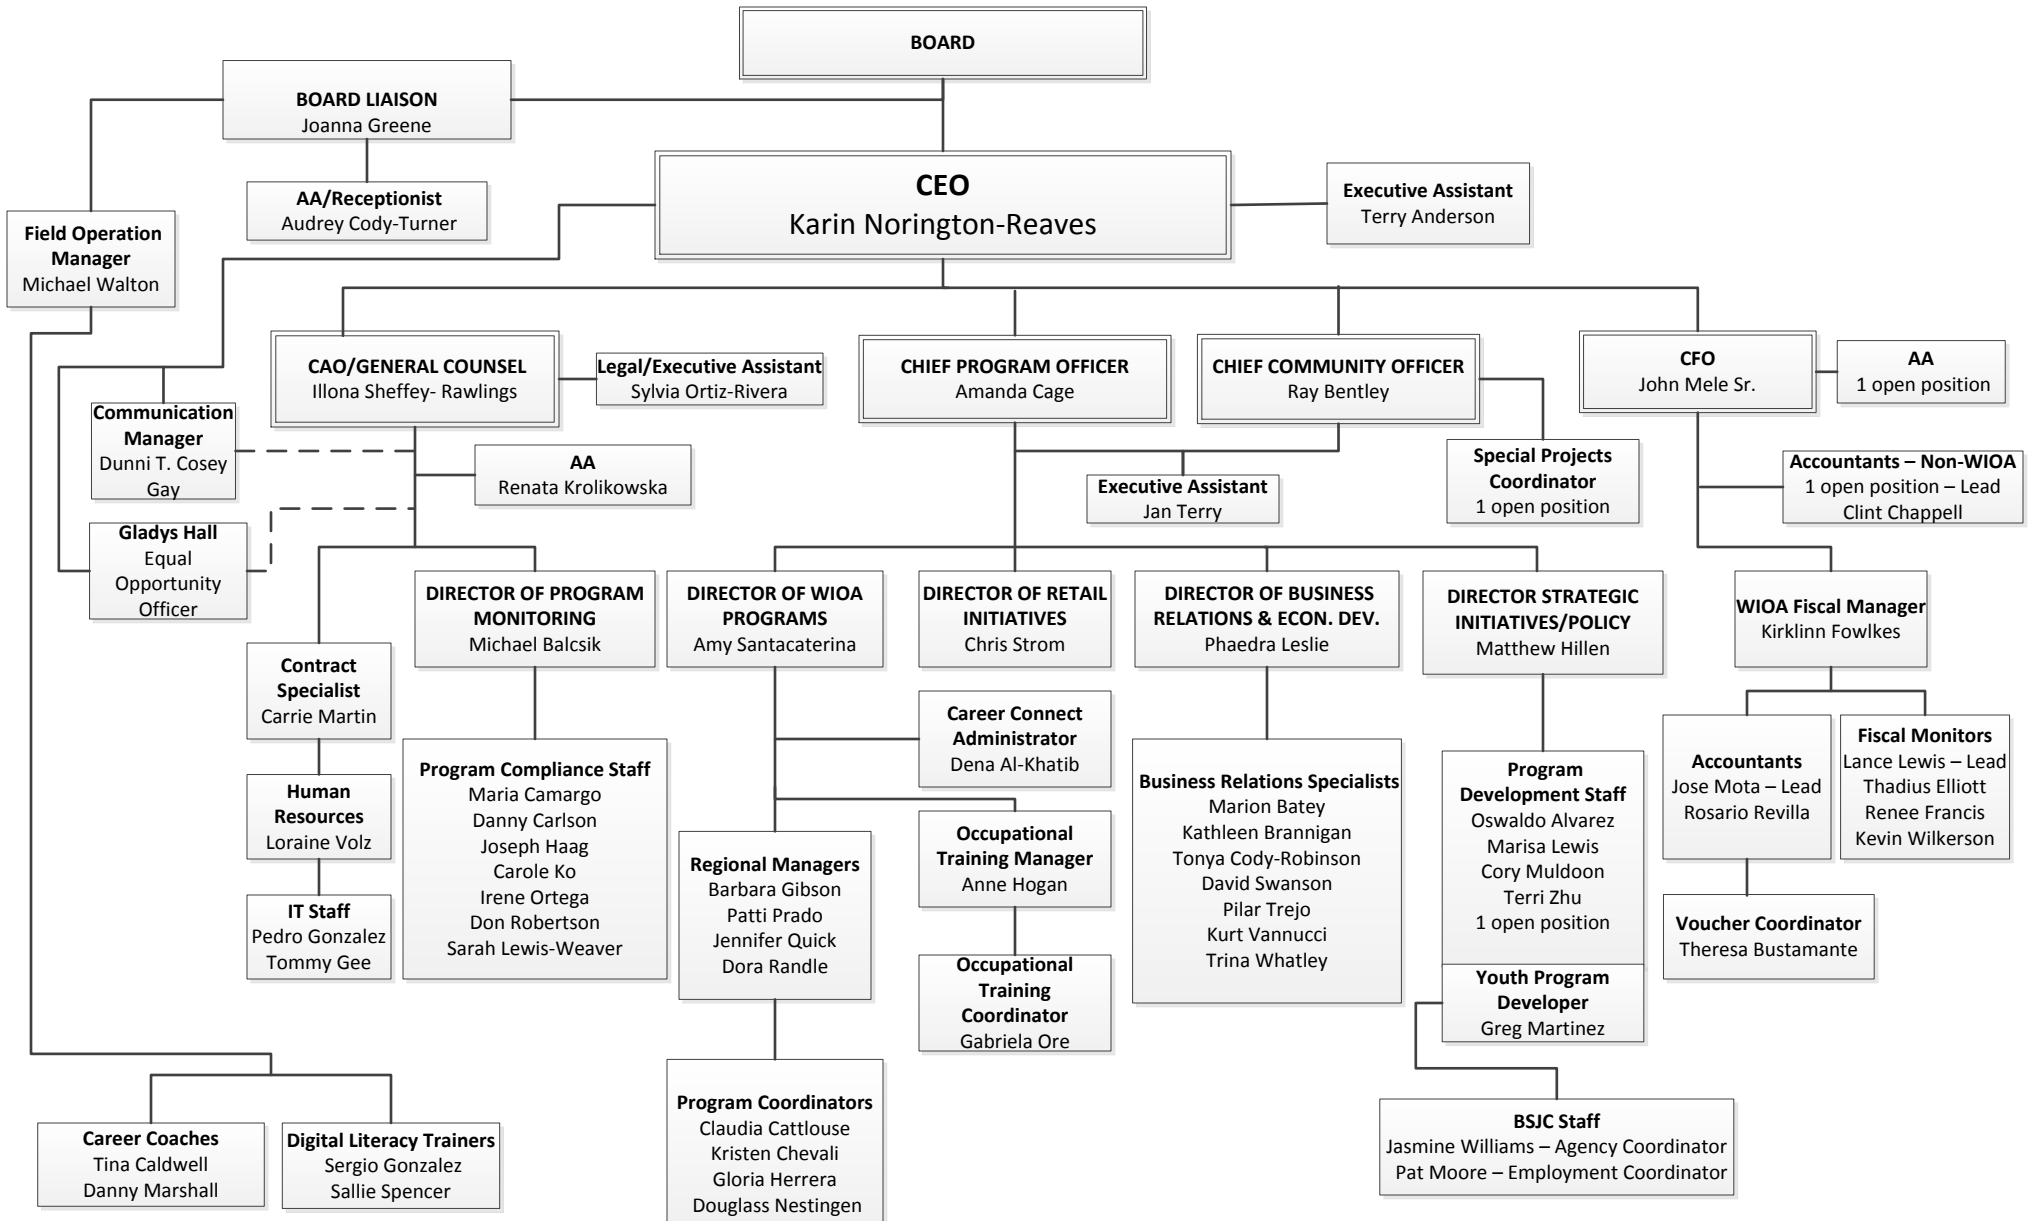 BOARD
BOARD LIAISON
Joanna Greene
AA/Receptionist
Audrey Cody-Turner
CEO
Karin Norington-Reaves
Executive Assistant
Terry Anderson
Field Operation
Manager
Michael Walton
CAO/GENERAL COUNSEL
Illona Sheffey- Rawlings
Legal/Executive Assistant
Sylvia Ortiz-Rivera
CHIEF PROGRAM OFFICER
Amanda Cage
CHIEF COMMUNITY OFFICER
Ray Bentley
CFO
John Mele Sr.
AA
1 open position
Communication
Manager
Dunni T. Cosey
Gay
AA
Renata Krolikowska
Executive Assistant
Jan Terry
Special Projects
Coordinator
1 open position
Accountants – Non-WIOA
1 open position – Lead
Clint Chappell
Gladys Hall
Equal
Opportunity
Officer
DIRECTOR OF PROGRAM
MONITORING
Michael Balcsik
DIRECTOR OF WIOA
PROGRAMS
Amy Santacaterina
DIRECTOR OF RETAIL
INITIATIVES
Chris Strom
DIRECTOR OF BUSINESS
RELATIONS & ECON. DEV.
Phaedra Leslie
DIRECTOR STRATEGIC
INITIATIVES/POLICY
Matthew Hillen
WIOA Fiscal Manager
Kirklinn Fowlkes
Contract
Specialist
Carrie Martin
Human
Resources
Loraine Volz
IT Staff
Pedro Gonzalez
Tommy Gee
Program Compliance Staff
Maria Camargo
Danny Carlson
Joseph Haag
Carole Ko
Irene Ortega
Don Robertson
Sarah Lewis-Weaver
Career Connect
Administrator
Dena Al-Khatib
Regional Managers
Barbara Gibson
Patti Prado
Jennifer Quick
Dora Randle
Occupational
Training Manager
Anne Hogan
Occupational
Training
Coordinator
Gabriela Ore
Business Relations Specialists
Marion Batey
Kathleen Brannigan
Tonya Cody-Robinson
David Swanson
Pilar Trejo
Kurt Vannucci
Trina Whatley
Program
Development Staff
Oswaldo Alvarez
Marisa Lewis
Cory Muldoon
Terri Zhu
1 open position
Youth Program
Developer
Greg Martinez
Accountants
Jose Mota – Lead
Rosario Revilla
Fiscal Monitors
Lance Lewis – Lead
Thadius Elliott
Renee Francis
Kevin Wilkerson
Voucher Coordinator
Theresa Bustamante
Career Coaches
Tina Caldwell
Danny Marshall
Digital Literacy Trainers
Sergio Gonzalez
Sallie Spencer
Program Coordinators
Claudia Cattlouse
Kristen Chevali
Gloria Herrera
Douglass Nestingen
BSJC Staff
Jasmine Williams – Agency Coordinator
Pat Moore – Employment Coordinator